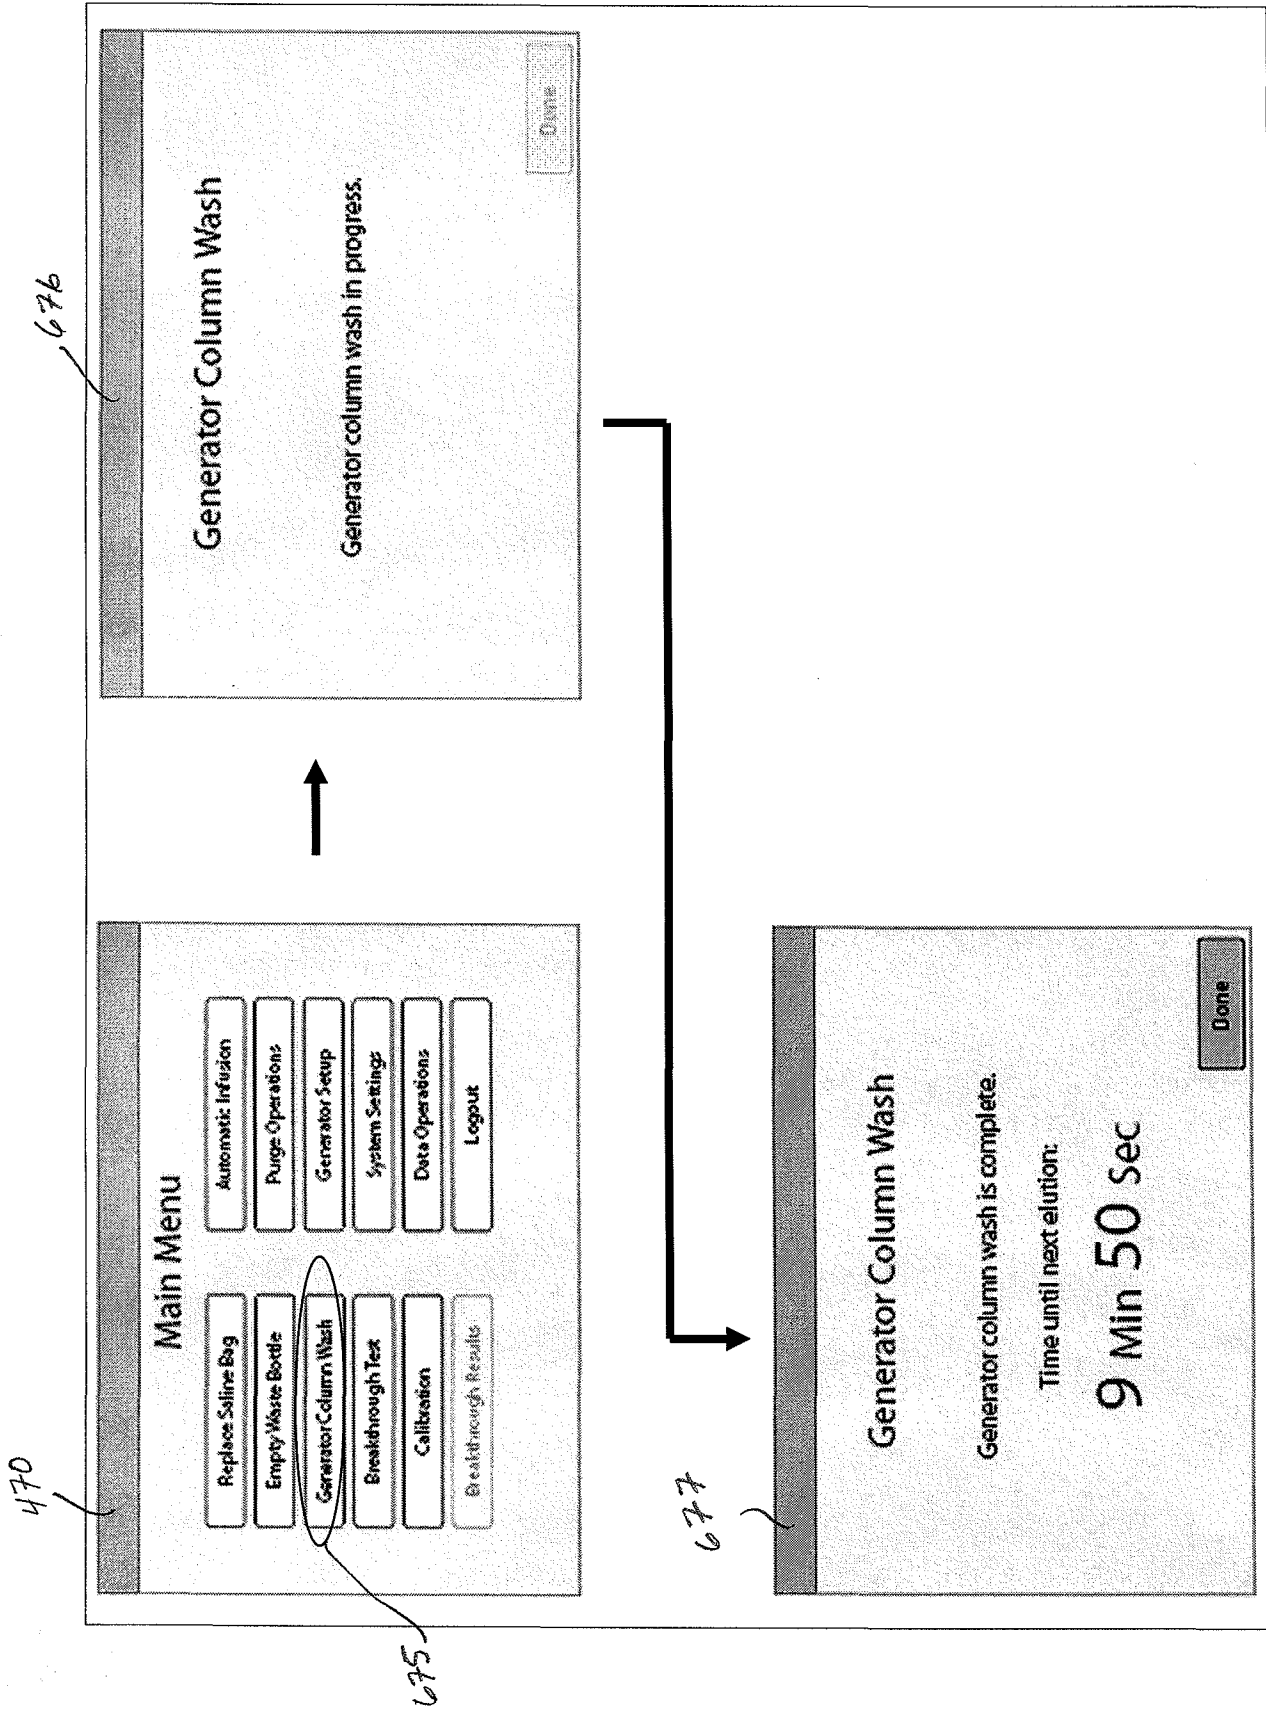 470
Main Menu
Replace Saline Bag
Automatic Infusion
Empty Waste Bottle
Purge Operations
Generator Column Wash
Generator Setup
Breakthrough Test
System Settings
Calibration
Data Operations
Breakthrough Results
Logout
675
676
Generator Column Wash
Generator column wash in progress.
Done
677
Generator Column Wash
Generator column wash is complete.
Time until next elution:
9 Min 50 sec
Done